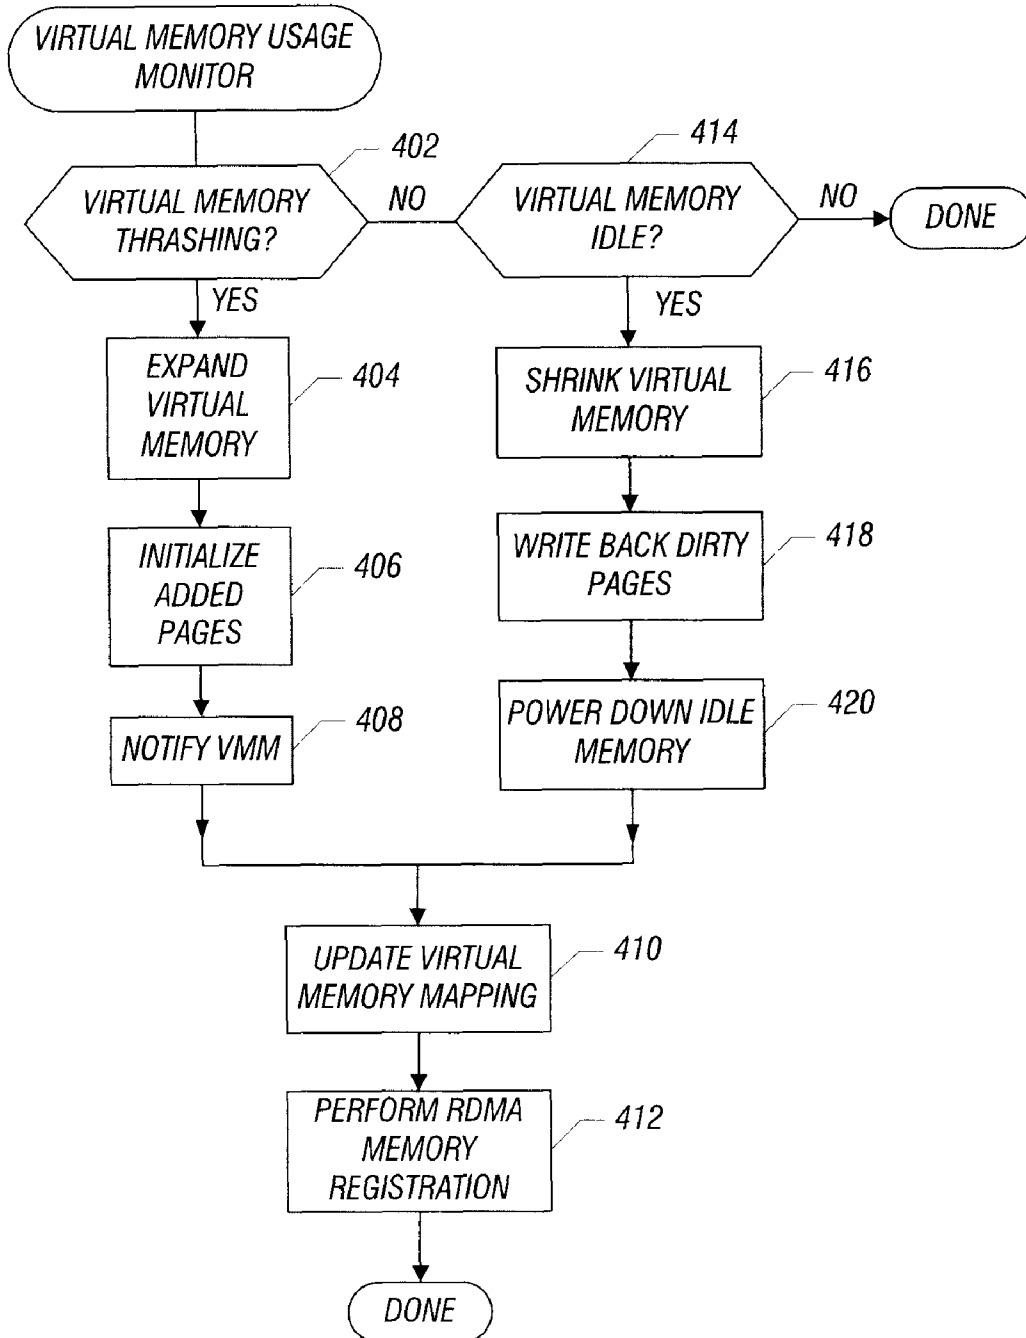 VIRTUAL MEMORY USAGE
MONITOR
402
VIRTUAL MEMORY
THRASHING?
NO
414
VIRTUAL MEMORY
IDLE?
NO
DONE
YES
YES
EXPAND
VIRTUAL
MEMORY
404
SHRINK VIRTUAL
MEMORY
416
INITIALIZE
ADDED
PAGES
406
WRITE BACK DIRTY
PAGES
418
NOTIFY VMM
408
POWER DOWN IDLE
MEMORY
420
UPDATE VIRTUAL
MEMORY MAPPING
410
PERFORM RDMA
MEMORY
REGISTRATION
412
DONE